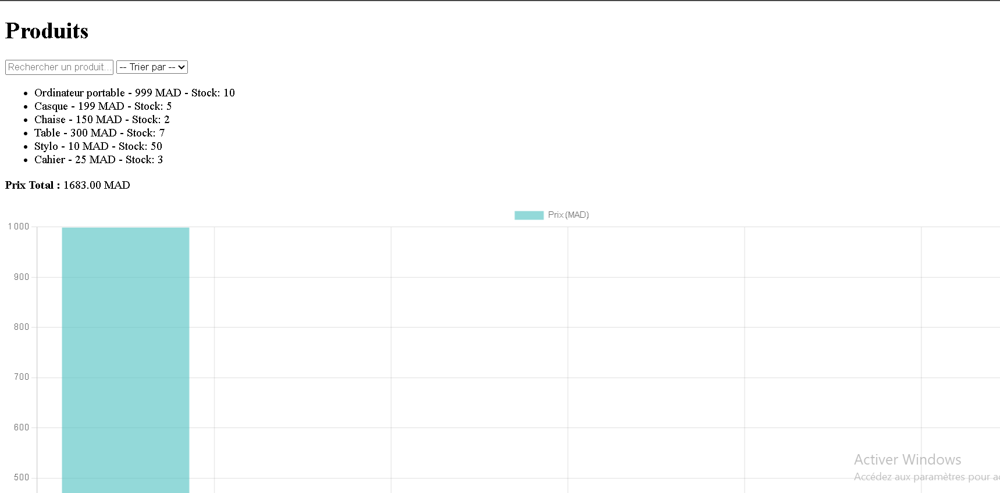 Produits
Rechercher un produit... -- Trier par --
Ordinateur portable - 999 MAD - Stock: 10
Casque - 199 MAD - Stock: 5
Chaise - 150 MAD - Stock: 2
Table - 300 MAD - Stock: 7
Stylo - 10 MAD - Stock: 50
Cahier - 25 MAD - Stock: 3
Prix Total : 1683.00 MAD
Prix (MAD)
1 000
900
800
700
600
500
Activer Windows
Accédez aux paramètres pour